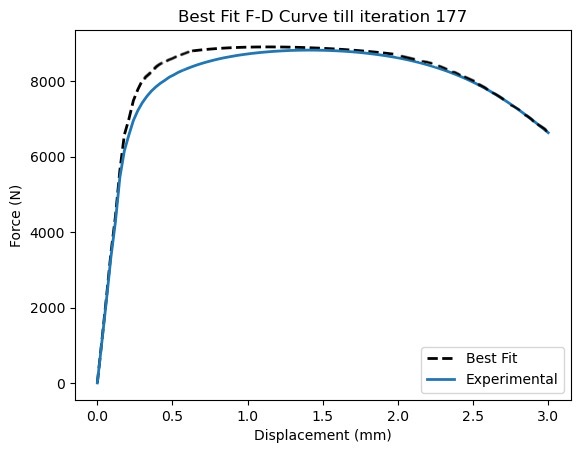 Best Fit F-D Curve till iteration 177
Force (N)
8000
6000
4000
2000
0
Best Fit
Experimental
0.0 0.5 1.0 1.5 2.0 2.5 3.0
Displacement (mm)